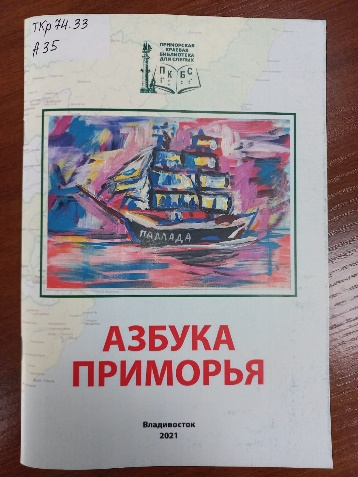 ТКр 74.33
А 35
ПРИМОРСКАЯ
КРАЕВАЯ
БИБЛИОТЕКА
ДЛЯ СЛЕПЫХ
ПКБС
ПАЛЛАДА
АЗБУКА
ПРИМОРЬЯ
Владивосток
2021